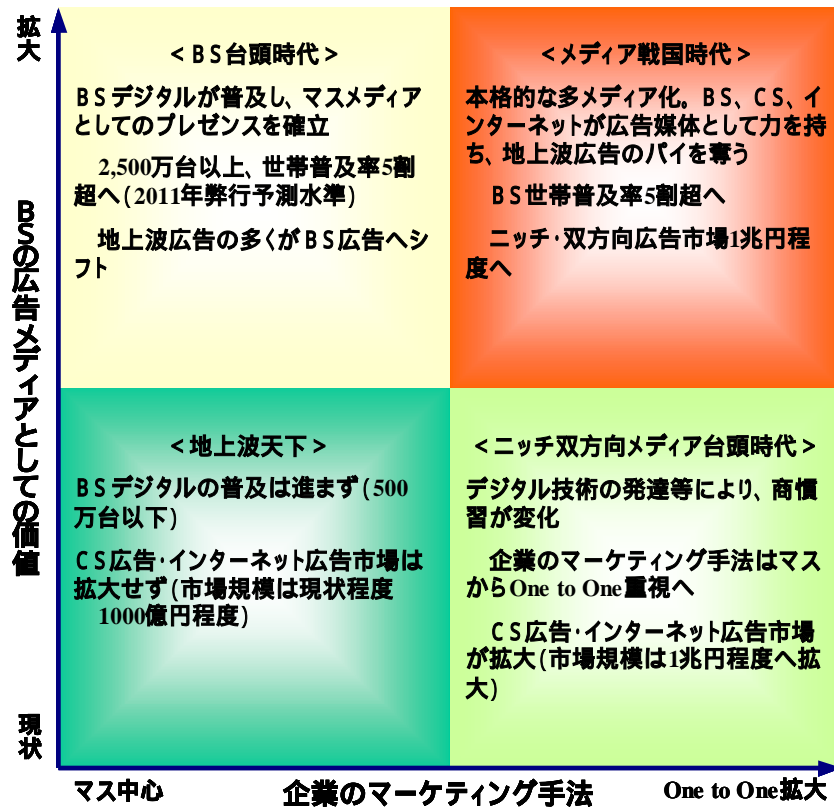 拡大
<BS台頭時代>
BSデジタルが普及し、マスメディア
としてのプレゼンスを確立
2,500万台以上、世帯普及率5割
超へ(2011年弊行予測水準)
地上波広告の多くがBS広告へシ
フト
<メディア戦国時代>
本格的な多メディア化。BS、CS、イ
ンターネットが広告媒体として力を持
ち、地上波広告のパイを奪う
BS世帯普及率5割超へ
ニッチ・双方向広告市場1兆円程
度へ
BSの広告メディアとしての価値
<地上波天下>
BSデジタルの普及は進まず(500
万台以下)
CS広告・インターネット広告市場は
拡大せず(市場規模は現状程度
1000億円程度)
<ニッチ双方向メディア台頭時代>
デジタル技術の発達等により、商慣
習が変化
企業のマーケティング手法はマス
からOne to One重視へ
CS広告・インターネット広告市場
が拡大(市場規模は1兆円程度へ拡
大)
現状
マス中心 企業のマーケティング手法 One to One拡大